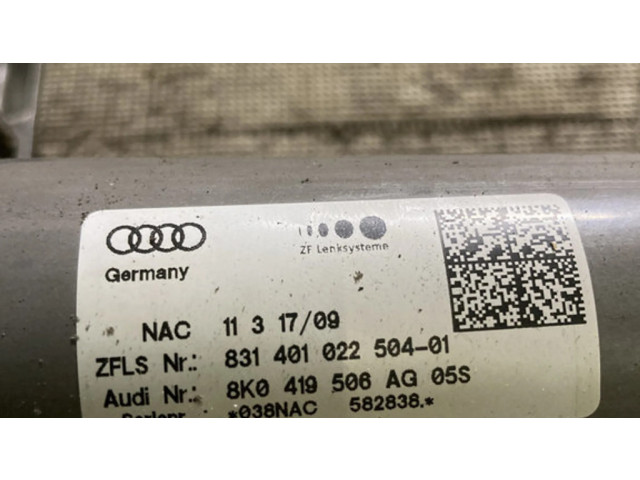 ZF Lenksysteme
Germany
NAC 11 3 17/09
ZFLS Nr.: 831 401 022 504-01
Audi Nr.: 8K0 419 506 AG 05S
Serialnr *038NAC 582838.*